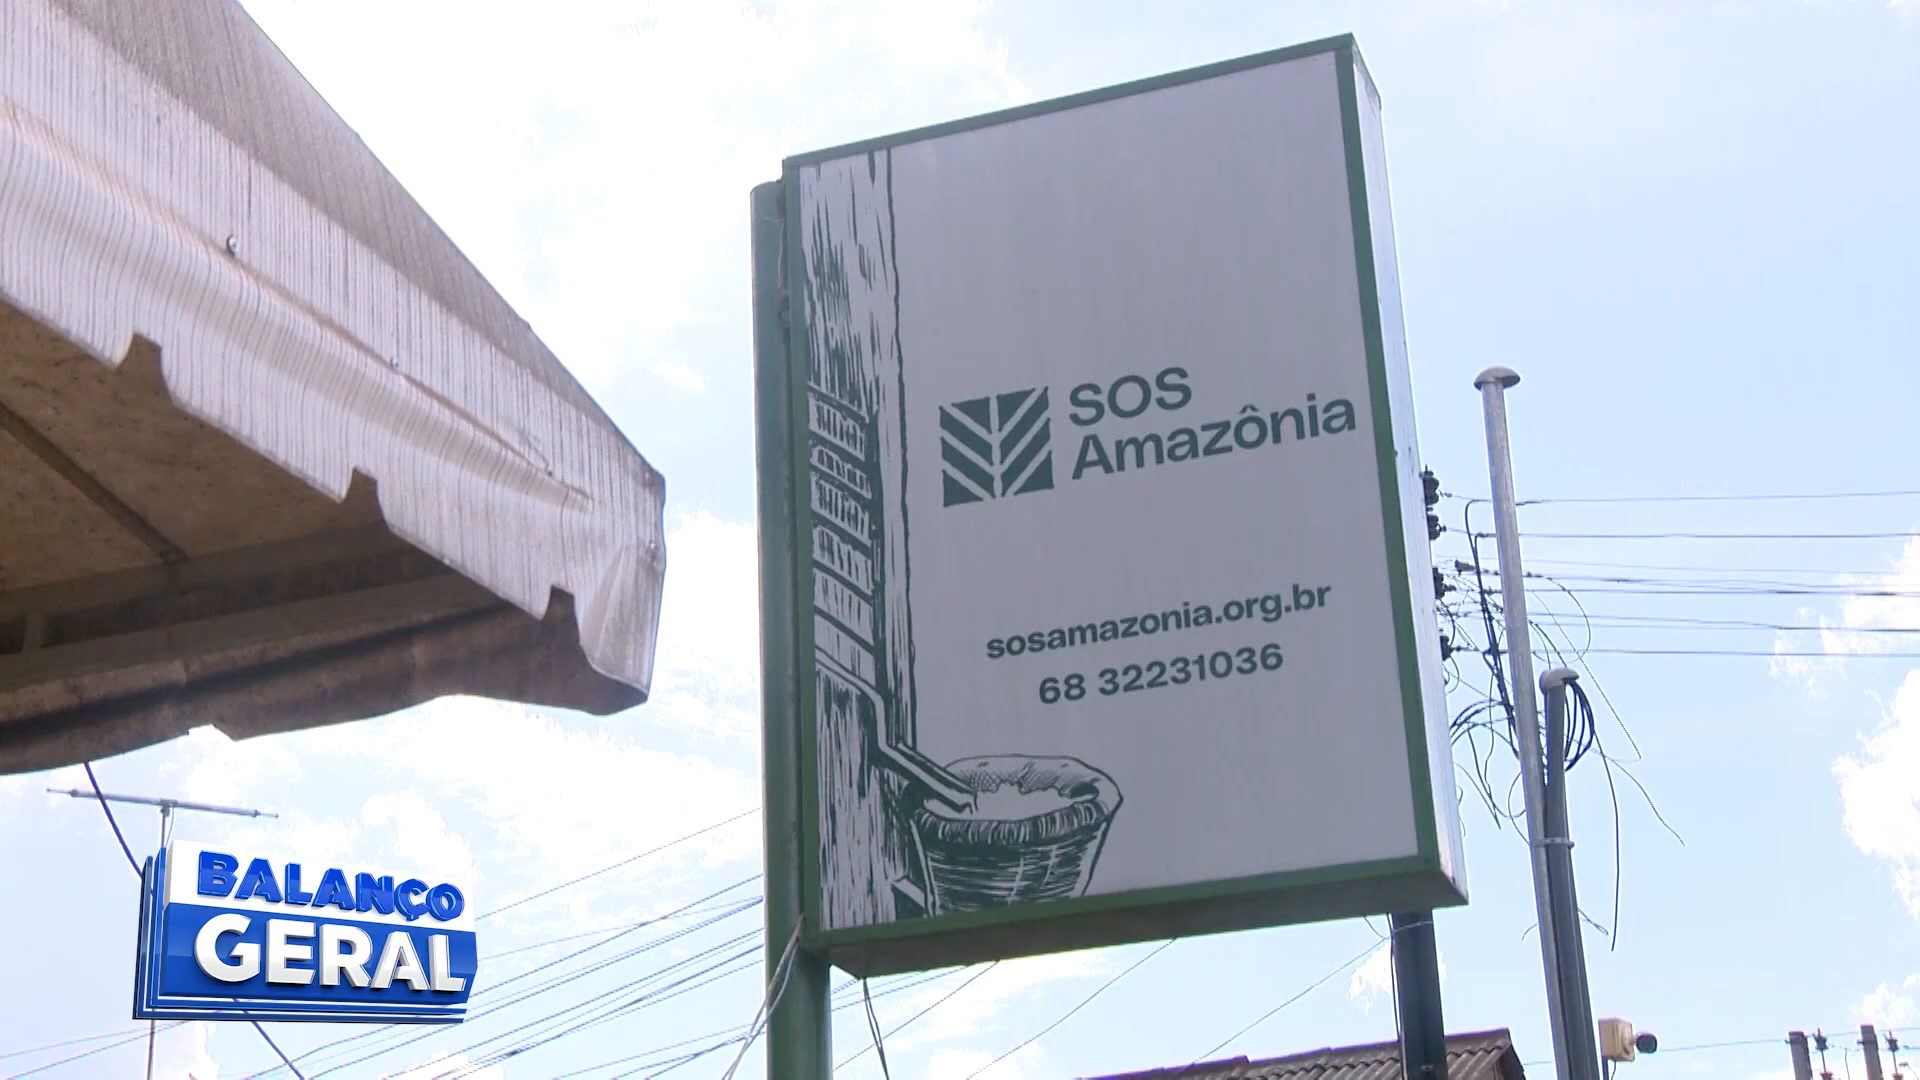 SOS
Amazônia
sosamazonia.org.br
68 32231036
BALANÇO
GERAL